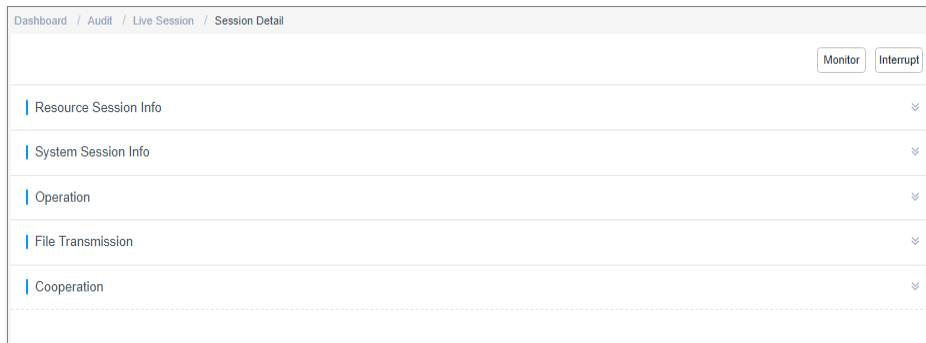 Dashboard / Audit / Live Session / Session Detail
Monitor Interrupt
Resource Session Info
System Session Info
Operation
File Transmission
Cooperation